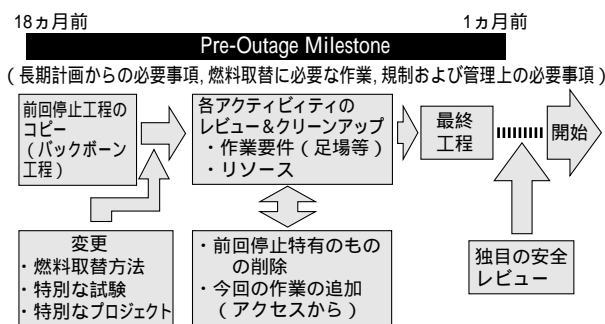 18ヵ月前 1ヵ月前
Pre-Outage Milestone
(長期計画からの必要事項,燃料取替に必要な作業,規制および管理上の必要事項)
前回停止工程の
コピー
(バックボーン
工程)
各アクティビィティの
レビュー&クリーンアップ
・作業要件(足場等)
・リソース
最終
工程
開始
変更
・燃料取替方法
・特別な試験
・特別なプロジェクト
・前回停止特有のもの
の削除
・今回の作業の追加
(アクセスから)
独目の安全
レビュー